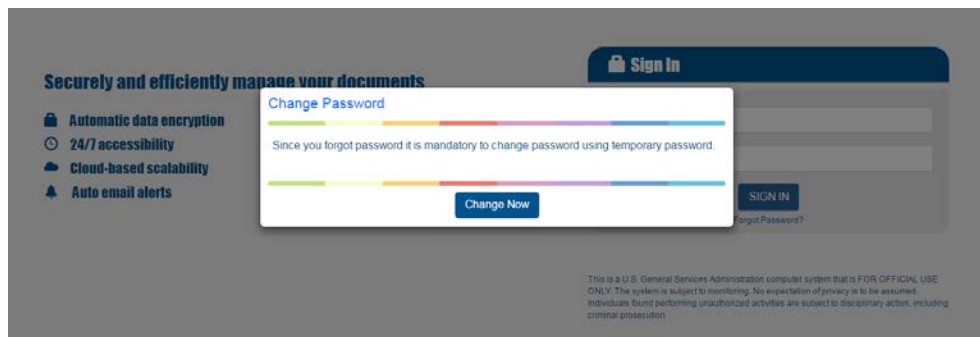 Sign In
Securely and efficiently manage your documents
Automatic data encryption
24/7 accessibility
Cloud-based scalability
Auto email alerts
Change Password
Since you forgot password it is mandatory to change password using temporary password.
Change Now
SIGN IN
Forgot Password?
This is a U.S. General Services Administration computer system that is FOR OFFICIAL USE
ONLY. The system is subject to monitoring. No expectation of privacy is to be assumed.
Individuals found performing unauthorized activities are subject to disciplinary action, including
criminal prosecution.